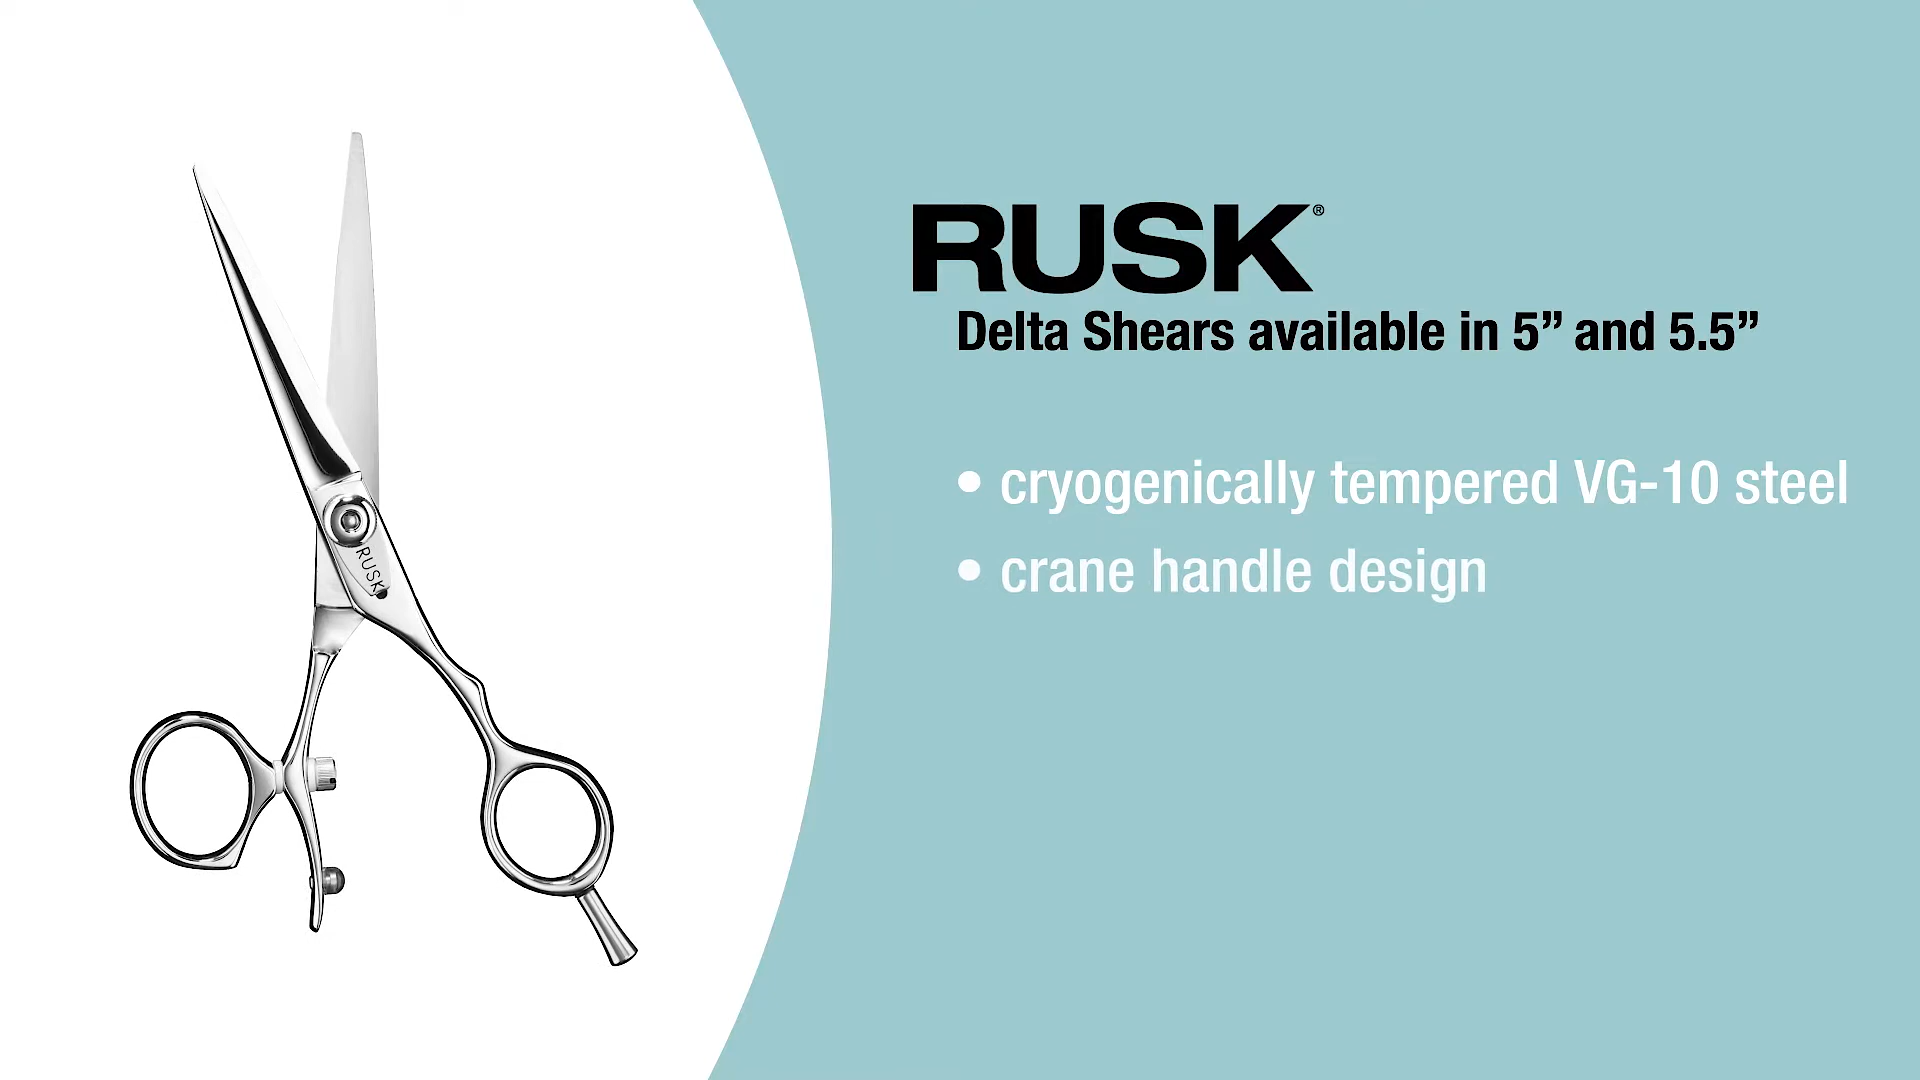 RUSK®
Delta Shears available in 5” and 5.5”
• cryogenically tempered VG-10 steel
• crane handle design
RUSK